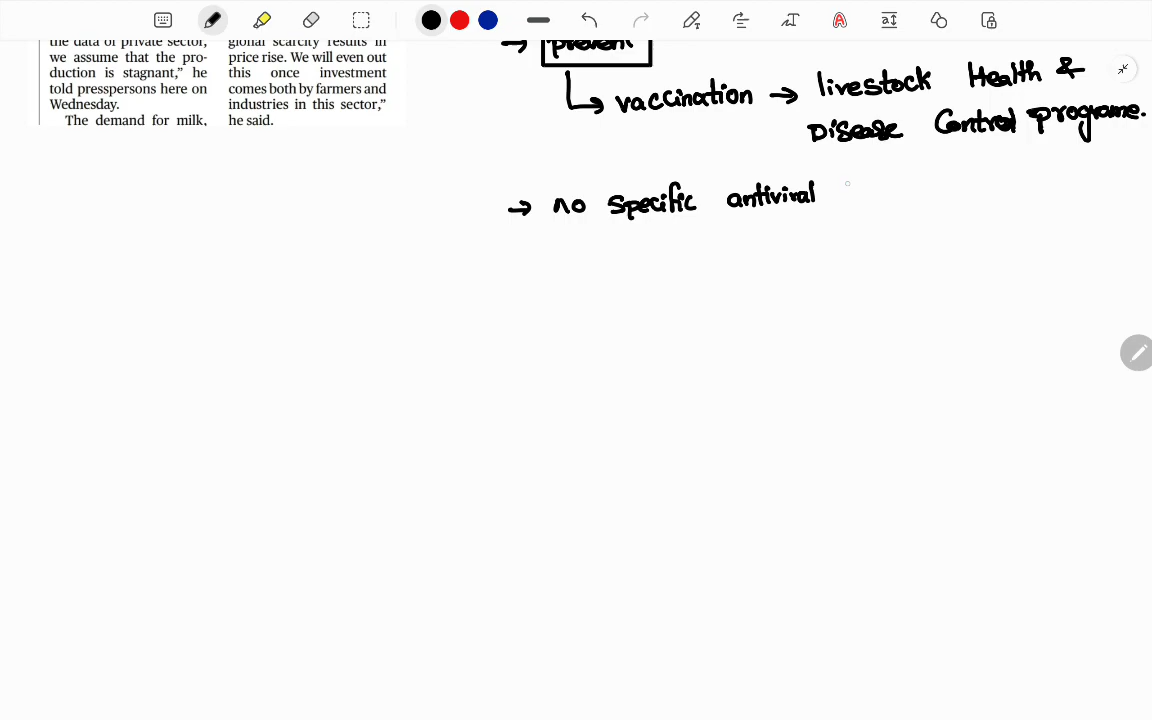 the data of private sector,
we assume that the pro-
duction is stagnant," he
told presspersons here on
Wednesday.
The demand for milk,
gional scarcity results in
price rise. We will even out
this once investment
comes both by farmers and
industries in this sector,"
he said.
→ prevent
→ vaccination → livestock Health &
Disease Control programe.
→ no specific antiviral